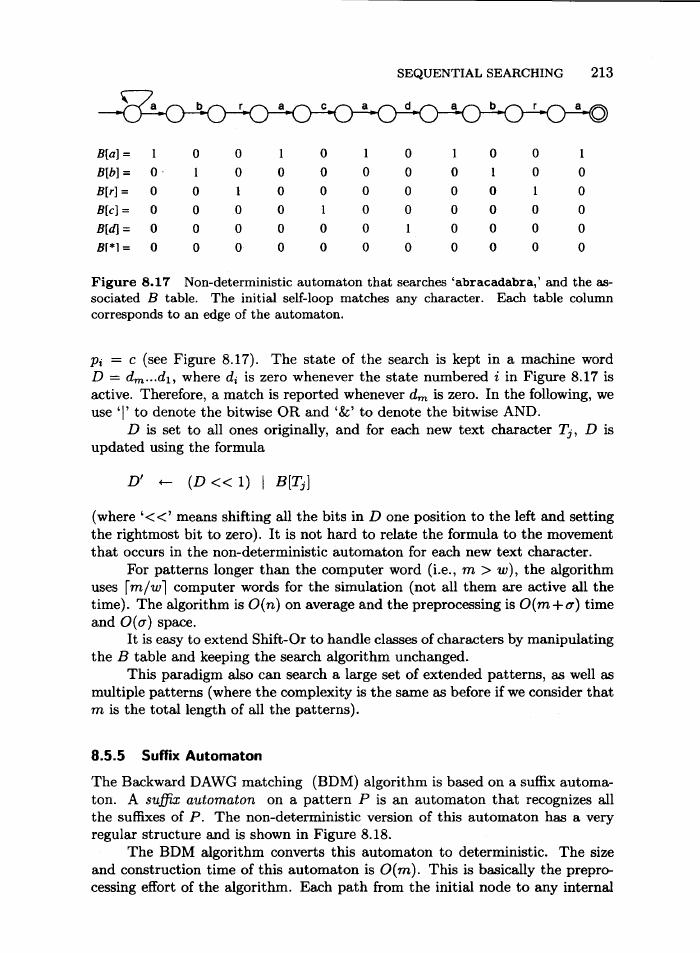 SEQUENTIAL SEARCHING 213
a b r a c a d a b r a
B[a] = 1 0 0 1 0 1 0 1 0 0 1
B[b] = 0 1 0 0 0 0 0 0 1 0 0
B[r] = 0 0 1 0 0 0 0 0 0 1 0
B[c] = 0 0 0 0 1 0 0 0 0 0 0
B[d] = 0 0 0 0 0 0 1 0 0 0 0
B[*] = 0 0 0 0 0 0 0 0 0 0 0
Figure 8.17 Non-deterministic automaton that searches 'abracadabra,' and the as-
sociated B table. The initial self-loop matches any character. Each table column
corresponds to an edge of the automaton.
pᵢ = c (see Figure 8.17). The state of the search is kept in a machine word
D = dₘ...d₁, where dᵢ is zero whenever the state numbered i in Figure 8.17 is
active. Therefore, a match is reported whenever dₘ is zero. In the following, we
use '|' to denote the bitwise OR and '&' to denote the bitwise AND.
D is set to all ones originally, and for each new text character Tⱼ, D is
updated using the formula
D′ ← (D << 1) | B[Tⱼ]
(where '<<' means shifting all the bits in D one position to the left and setting
the rightmost bit to zero). It is not hard to relate the formula to the movement
that occurs in the non-deterministic automaton for each new text character.
For patterns longer than the computer word (i.e., m > w), the algorithm
uses ⌈m/w⌉ computer words for the simulation (not all them are active all the
time). The algorithm is O(n) on average and the preprocessing is O(m+σ) time
and O(σ) space.
It is easy to extend Shift-Or to handle classes of characters by manipulating
the B table and keeping the search algorithm unchanged.
This paradigm also can search a large set of extended patterns, as well as
multiple patterns (where the complexity is the same as before if we consider that
m is the total length of all the patterns).
8.5.5 Suffix Automaton
The Backward DAWG matching (BDM) algorithm is based on a suffix automa-
ton. A suffix automaton on a pattern P is an automaton that recognizes all
the suffixes of P. The non-deterministic version of this automaton has a very
regular structure and is shown in Figure 8.18.
The BDM algorithm converts this automaton to deterministic. The size
and construction time of this automaton is O(m). This is basically the prepro-
cessing effort of the algorithm. Each path from the initial node to any internal